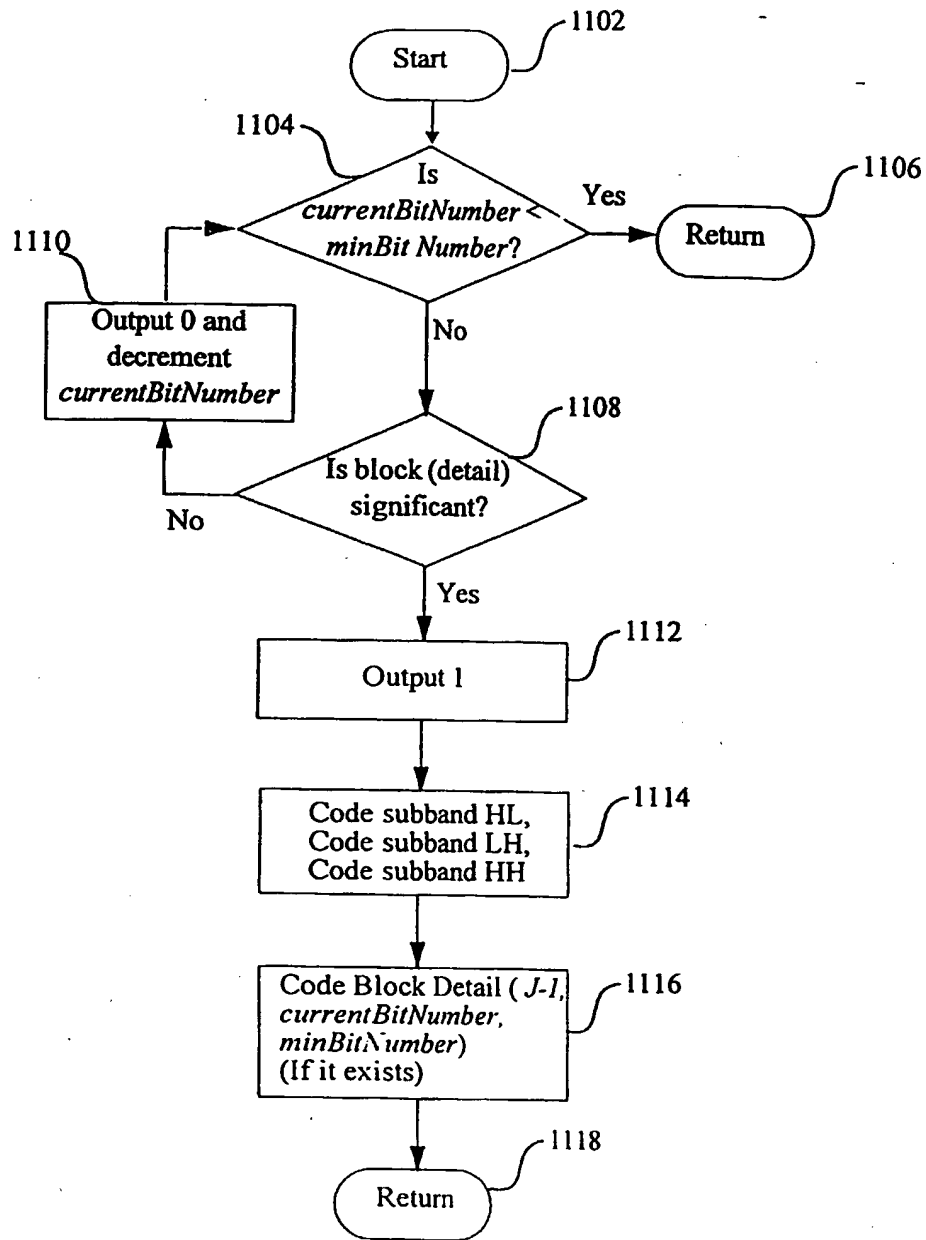 1102
Start
1104
Is
currentBitNumber <
minBit Number?
Yes
1106
Return
1110
Output 0 and
decrement
currentBitNumber
No
1108
Is block (detail)
significant?
No
Yes
1112
Output 1
1114
Code subband HL,
Code subband LH,
Code subband HH
1116
Code Block Detail ( J-1,
currentBitNumber,
minBitNumber)
(If it exists)
1118
Return